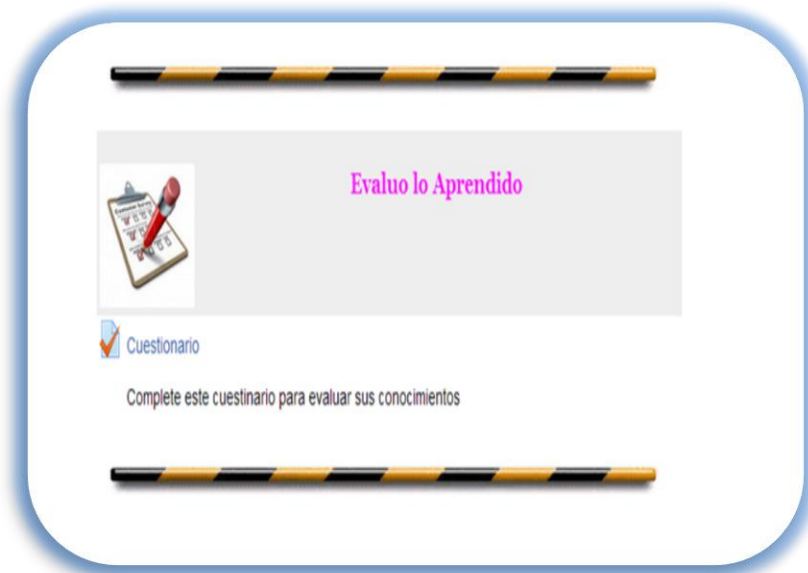 Evaluo lo Aprendido
Cuestionario
Complete este cuestinario para evaluar sus conocimientos